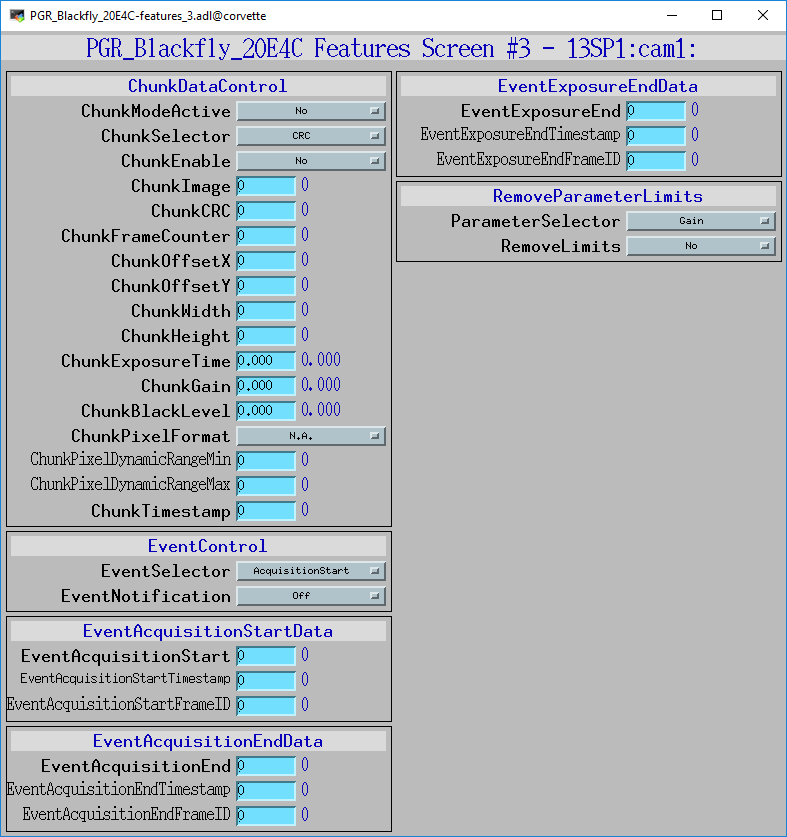 PGR_Blackfly_20E4C-features_3.adl@corvette
PGR_Blackfly_20E4C Features Screen #3 - 13SP1:cam1:
ChunkDataControl
ChunkModeActive No
ChunkSelector CRC
ChunkEnable No
ChunkImage 0 0
ChunkCRC 0 0
ChunkFrameCounter 0 0
ChunkOffsetX 0 0
ChunkOffsetY 0 0
ChunkWidth 0 0
ChunkHeight 0 0
ChunkExposureTime 0.000 0.000
ChunkGain 0.000 0.000
ChunkBlackLevel 0.000 0.000
ChunkPixelFormat N.A.
ChunkPixelDynamicRangeMin 0 0
ChunkPixelDynamicRangeMax 0 0
ChunkTimestamp 0 0
EventControl
EventSelector AcquisitionStart
EventNotification Off
EventAcquisitionStartData
EventAcquisitionStart 0 0
EventAcquisitionStartTimestamp 0 0
EventAcquisitionStartFrameID 0 0
EventAcquisitionEndData
EventAcquisitionEnd 0 0
EventAcquisitionEndTimestamp 0 0
EventAcquisitionEndFrameID 0 0
EventExposureEndData
EventExposureEnd 0 0
EventExposureEndTimestamp 0 0
EventExposureEndFrameID 0 0
RemoveParameterLimits
ParameterSelector Gain
RemoveLimits No